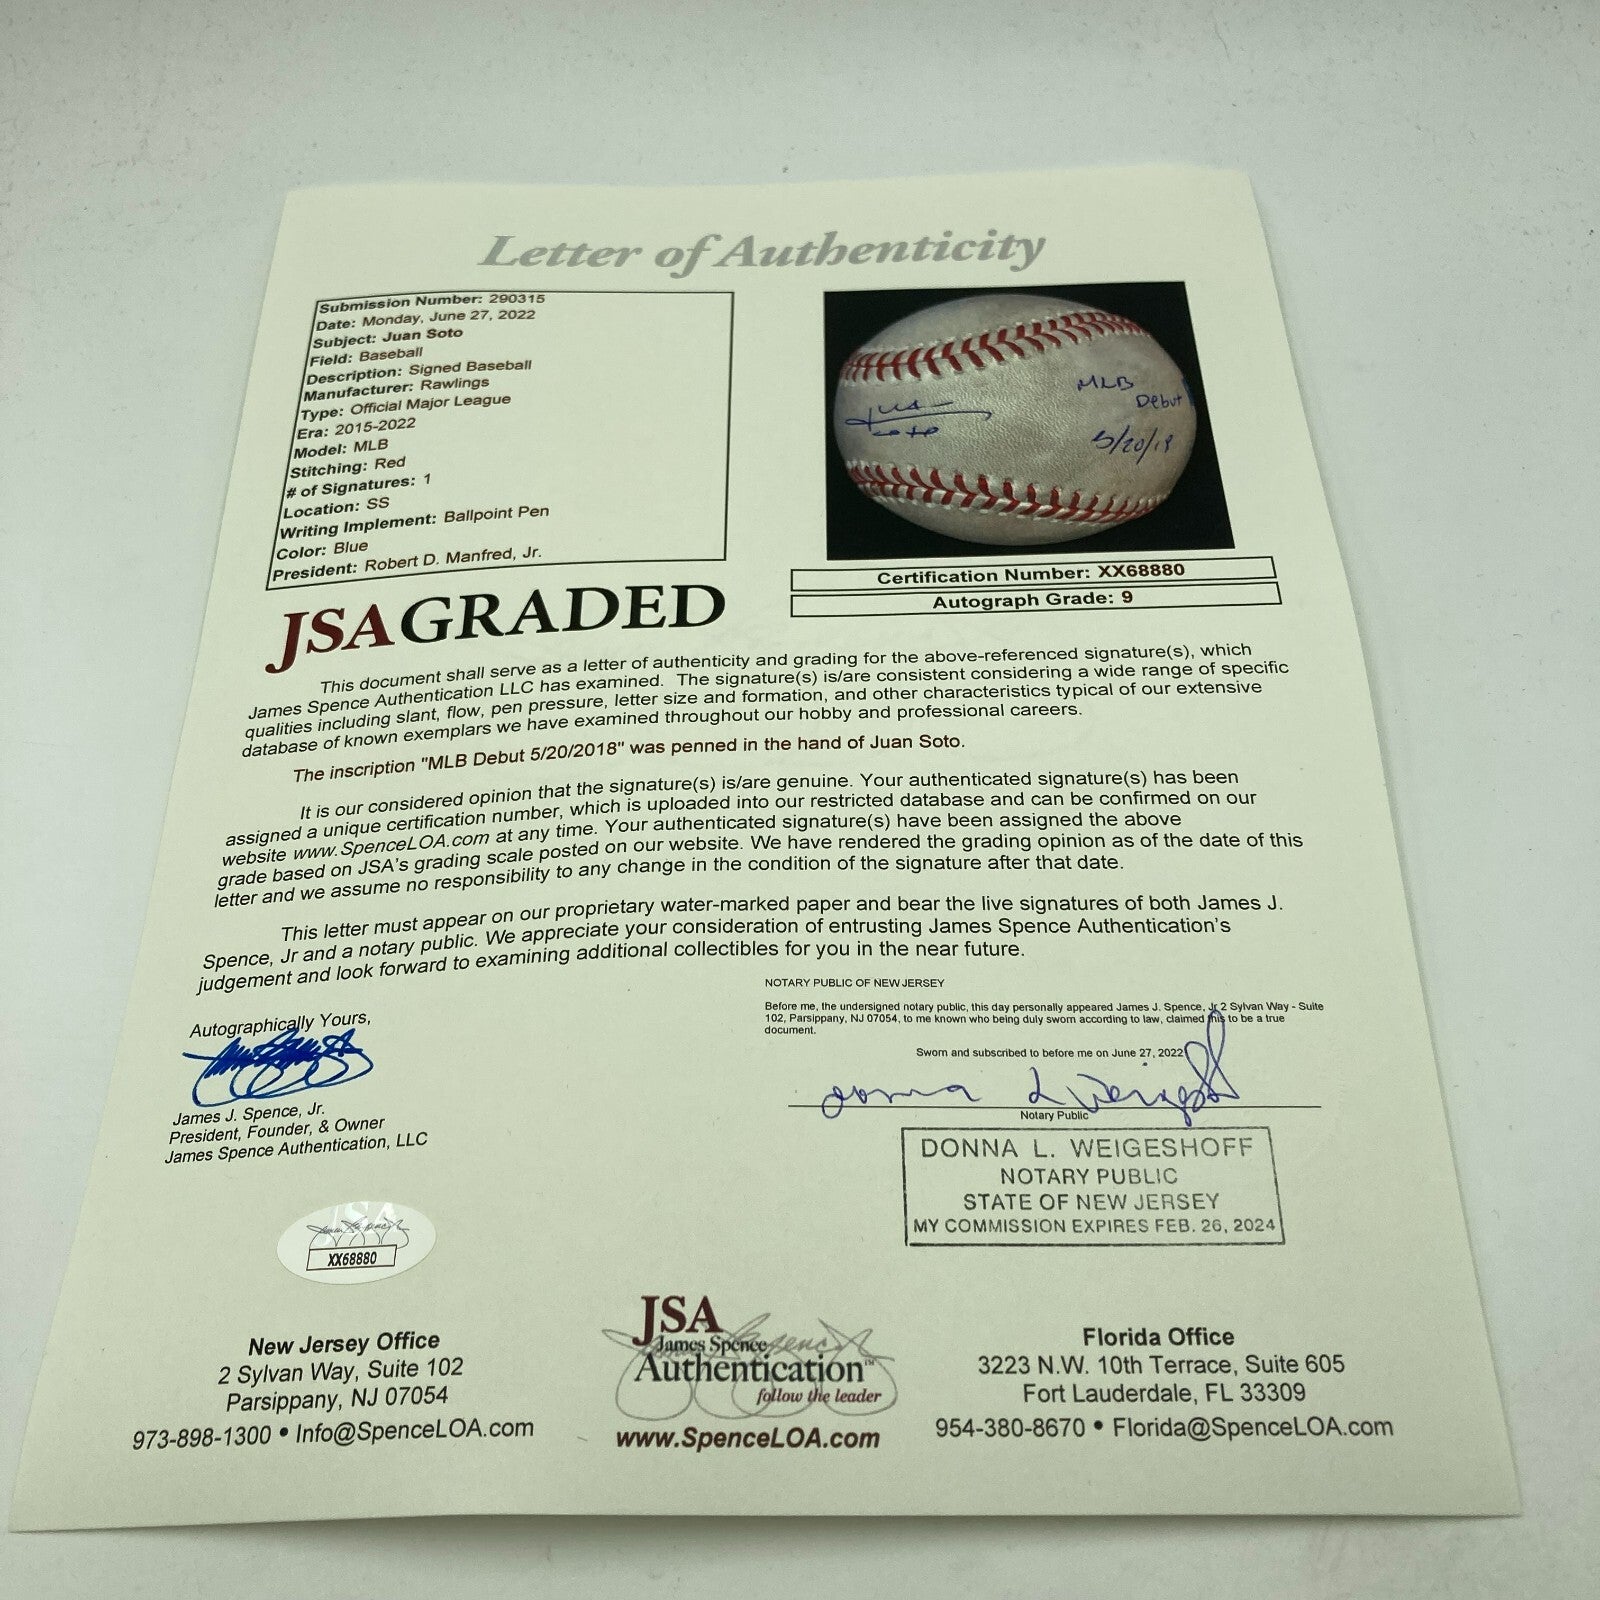 Letter of Authenticity
Submission Number: 290315
Date: Monday, June 27, 2022
Subject: Juan Soto
Field: Baseball
Description: Signed Baseball
Manufacturer: Rawlings
Type: Official Major League
Era: 2015-2022
Model: MLB
Stitching: Red
# of Signatures: 1
Location: SS
Writing Implement: Ballpoint Pen
Color: Blue
President: Robert D. Manfred, Jr.
Juan
Soto
MLB
Debut
5/20/18
Certification Number: XX68880
Autograph Grade: 9
JSAGRADED
This document shall serve as a letter of authenticity and grading for the above-referenced signature(s), which
James Spence Authentication LLC has examined. The signature(s) is/are consistent considering a wide range of specific
qualities including slant, flow, pen pressure, letter size and formation, and other characteristics typical of our extensive
database of known exemplars we have examined throughout our hobby and professional careers.
The inscription "MLB Debut 5/20/2018" was penned in the hand of Juan Soto.
It is our considered opinion that the signature(s) is/are genuine. Your authenticated signature(s) has been
assigned a unique certification number, which is uploaded into our restricted database and can be confirmed on our
website www.SpenceLOA.com at any time. Your authenticated signature(s) have been assigned the above
grade based on JSA's grading scale posted on our website. We have rendered the grading opinion as of the date of this
letter and we assume no responsibility to any change in the condition of the signature after that date.
This letter must appear on our proprietary water-marked paper and bear the live signatures of both James J.
Spence, Jr and a notary public. We appreciate your consideration of entrusting James Spence Authentication's
judgement and look forward to examining additional collectibles for you in the near future.
NOTARY PUBLIC OF NEW JERSEY
Before me, the undersigned notary public, this day personally appeared James J. Spence, Jr 2 Sylvan Way - Suite
102, Parsippany, NJ 07054, to me known who being duly sworn according to law, claimed this to be a true
document.
Sworn and subscribed to before me on June 27, 2022
Donna L Weigeshoff
Notary Public
DONNA L. WEIGESHOFF
NOTARY PUBLIC
STATE OF NEW JERSEY
MY COMMISSION EXPIRES FEB. 26, 2024
Autographically Yours,
James J. Spence, Jr.
President, Founder, & Owner
James Spence Authentication, LLC
JSA
XX68880
New Jersey Office
2 Sylvan Way, Suite 102
Parsippany, NJ 07054
973-898-1300 • Info@SpenceLOA.com
JSA
James Spence
Authentication™
follow the leader
www.SpenceLOA.com
Florida Office
3223 N.W. 10th Terrace, Suite 605
Fort Lauderdale, FL 33309
954-380-8670 • Florida@SpenceLOA.com